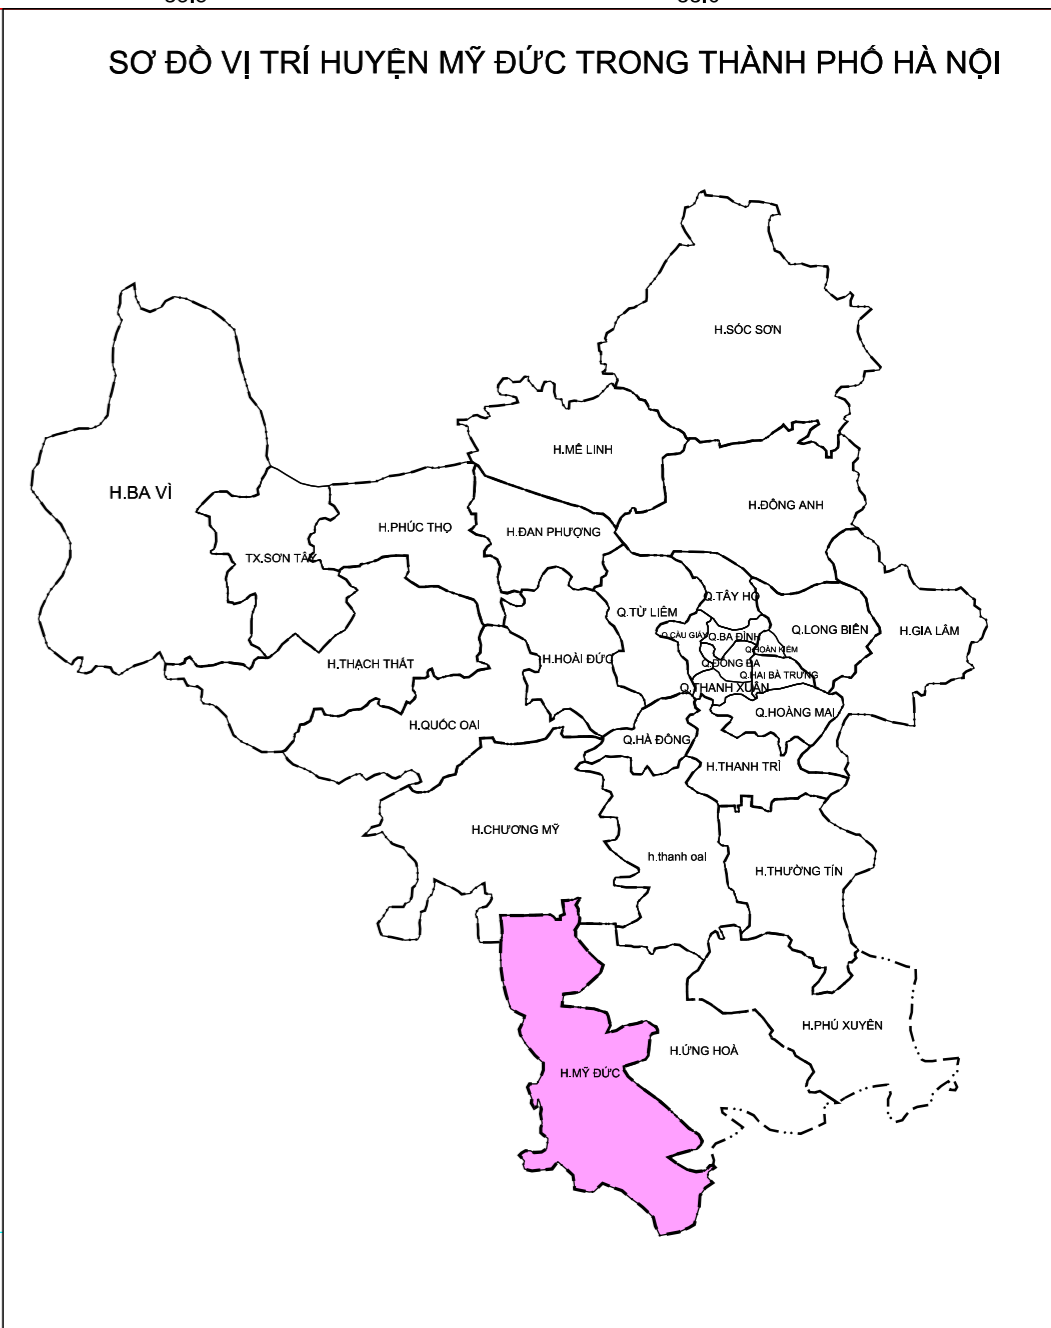 SƠ ĐỒ VỊ TRÍ HUYỆN MỸ ĐỨC TRONG THÀNH PHỐ HÀ NỘI
H.SÓC SƠN
H.MÊ LINH
H.BA VÌ
H.ĐÔNG ANH
H.PHÚC THỌ
H.ĐAN PHƯỢNG
TX.SƠN TÂY
Q.TÂY HỒ
Q.TỪ LIÊM
Q.LONG BIÊN
H.GIA LÂM
Q.CẦU GIẤY
Q.BA ĐÌNH
Q.HOÀN KIẾM
H.THẠCH THẤT
H.HOÀI ĐỨC
Q.ĐỐNG ĐA
Q.HAI BÀ TRƯNG
Q.THANH XUÂN
Q.HOÀNG MAI
H.QUỐC OAI
Q.HÀ ĐÔNG
H.THANH TRÌ
H.CHƯƠNG MỸ
h.thanh oai
H.THƯỜNG TÍN
H.PHÚ XUYÊN
H.ỨNG HOÀ
H.MỸ ĐỨC